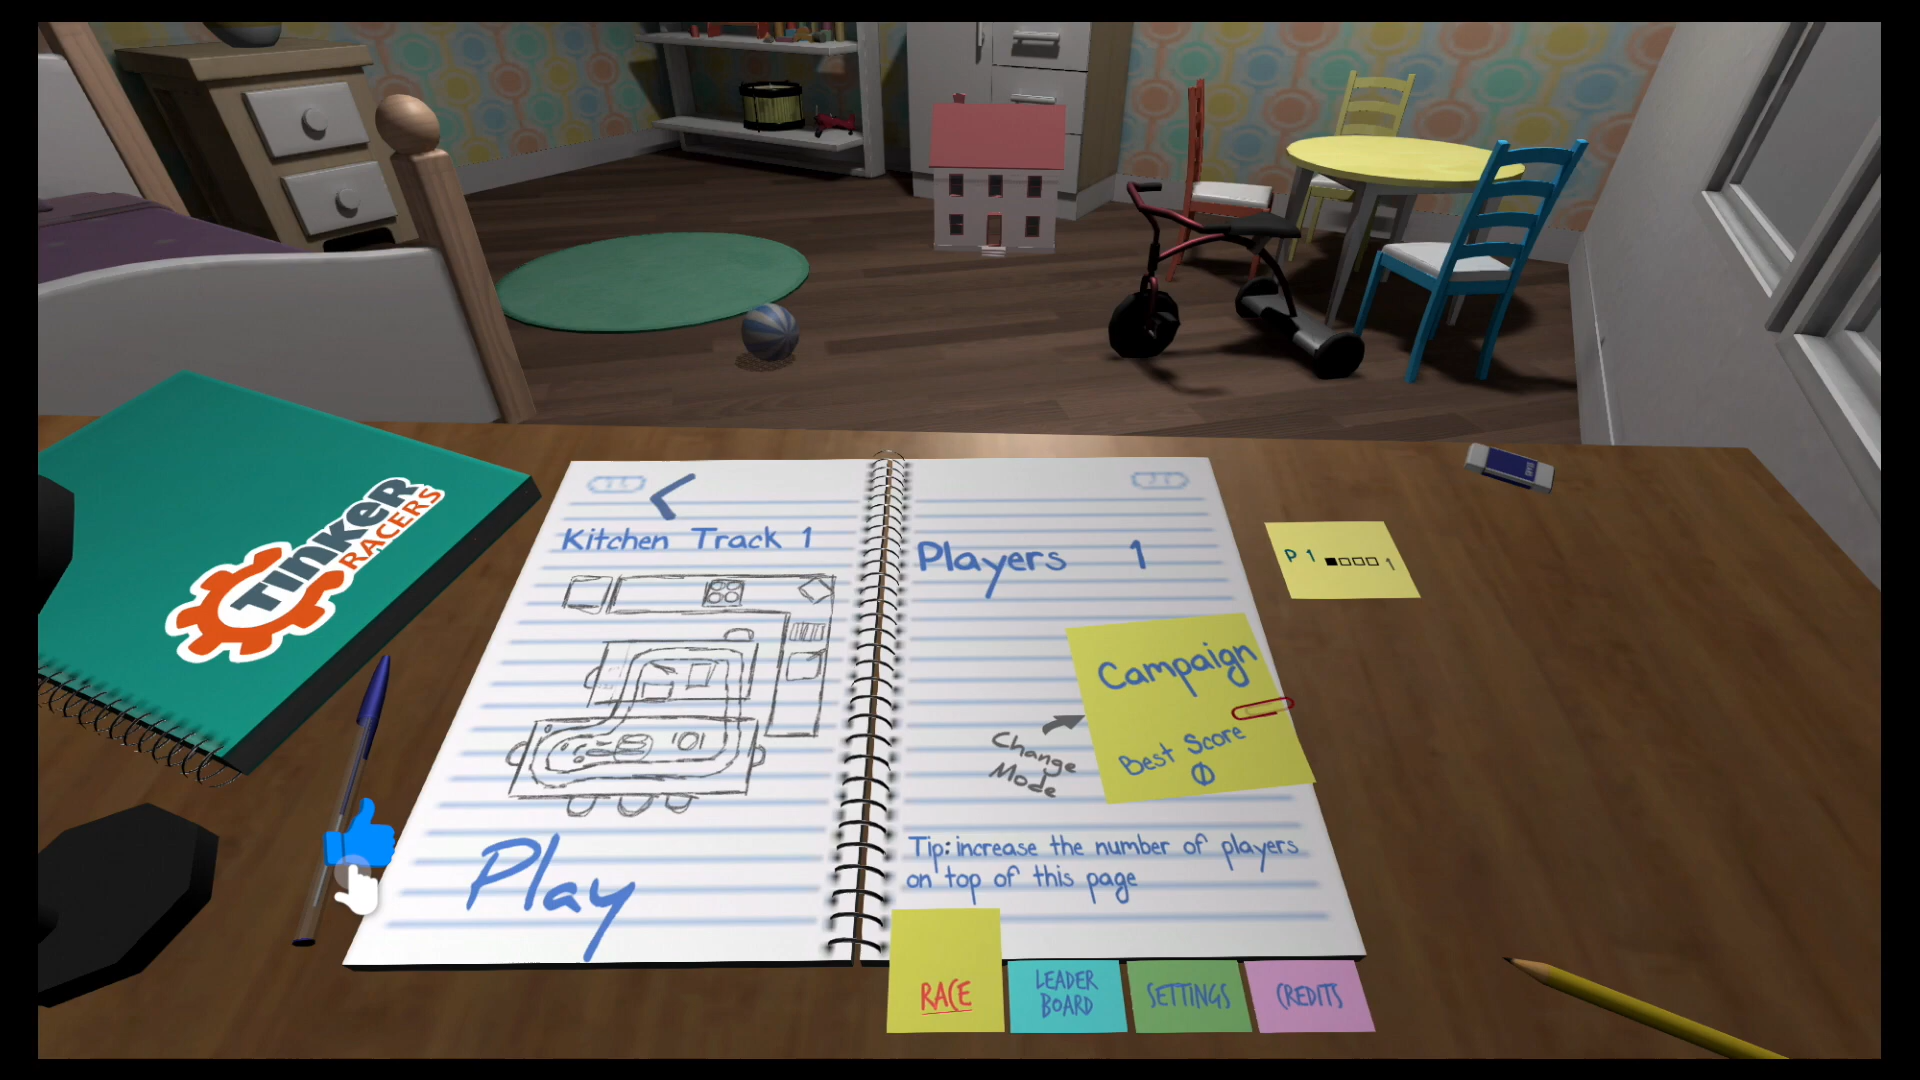 TINKER
RACERS
Kitchen Track 1
Play
Players 1
P 1 1
Campaign
Best Score
0
Change
Mode
Tip: increase the number of players
on top of this page
RACE
LEADER
BOARD
SETTINGS
CREDITS